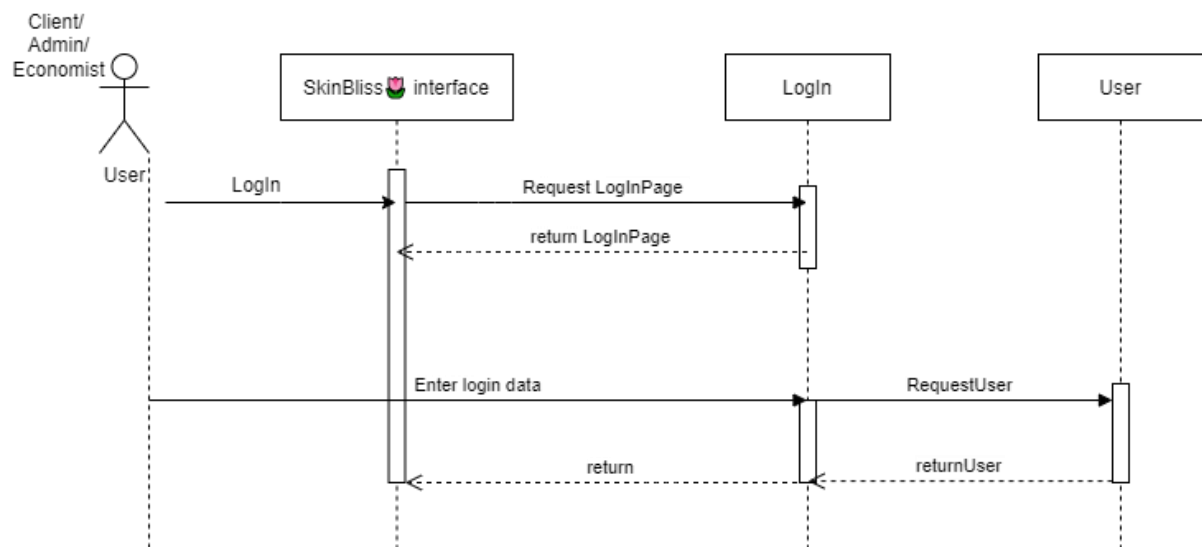 Client/
Admin/
Economist
SkinBliss🌷 interface
LogIn
User
User
LogIn
Request LogInPage
return LogInPage
Enter login data
RequestUser
return
returnUser